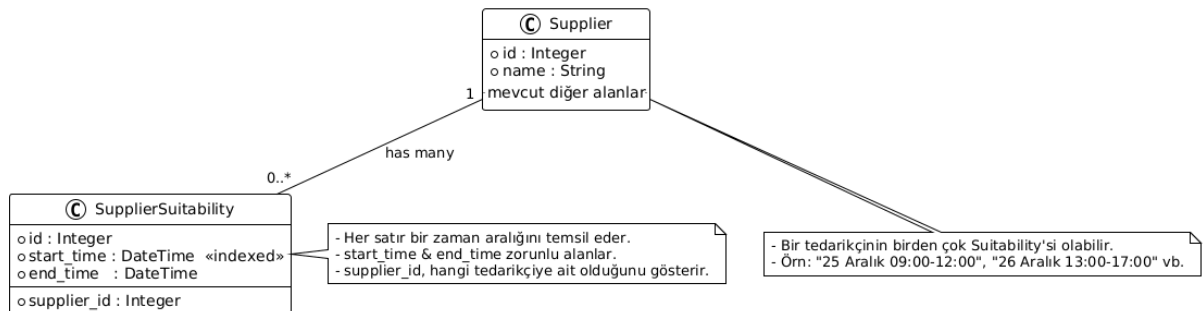 C Supplier
id : Integer
name : String
mevcut diğer alanlar
1
has many
0..*
C SupplierSuitability
id : Integer
start_time : DateTime «indexed»
end_time : DateTime
supplier_id : Integer
- Her satır bir zaman aralığını temsil eder.
- start_time & end_time zorunlu alanlar.
- supplier_id, hangi tedarikçiye ait olduğunu gösterir.
- Bir tedarikçinin birden çok Suitability'si olabilir.
- Örn: "25 Aralık 09:00-12:00", "26 Aralık 13:00-17:00" vb.